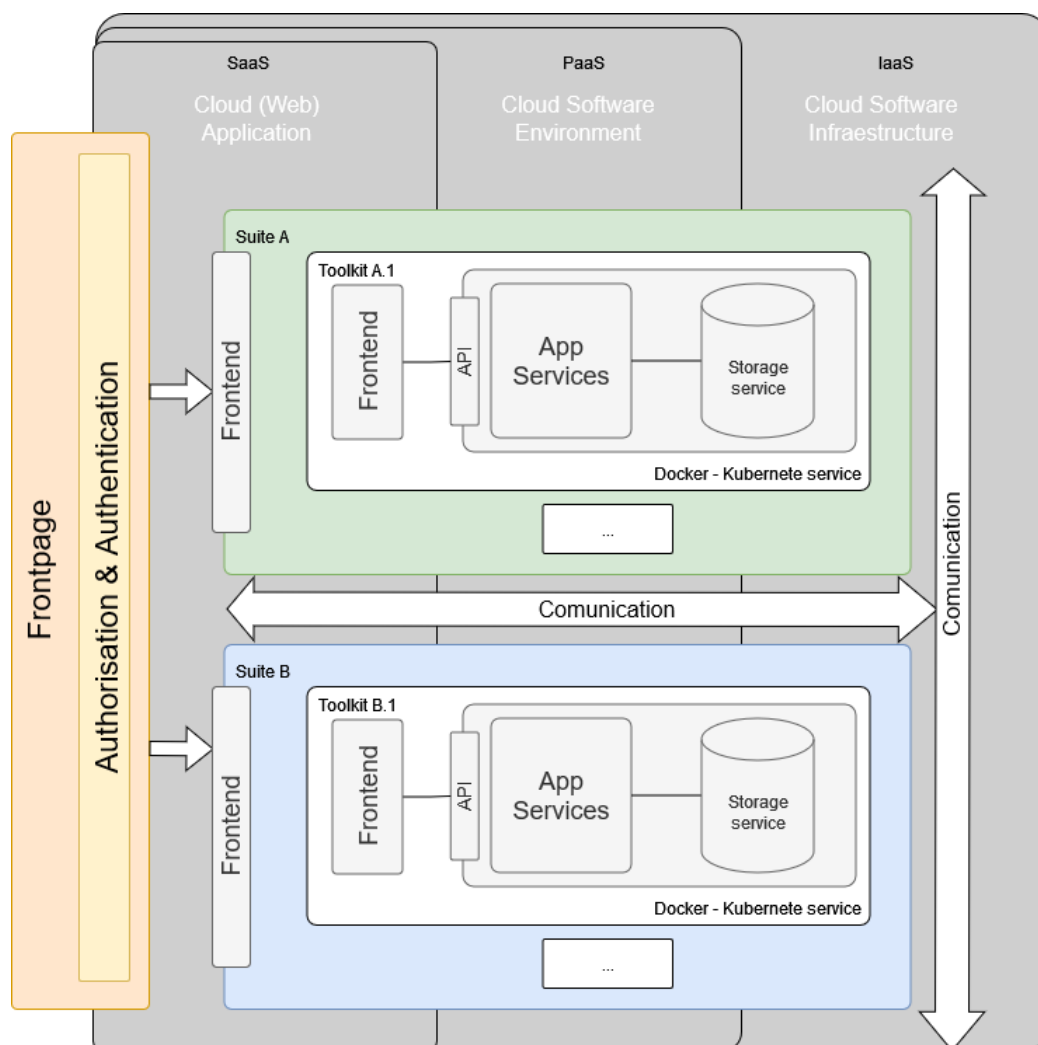 SaaS
Cloud (Web)
Application
PaaS
Cloud Software
Environment
IaaS
Cloud Software
Infraestructure
Frontpage
Authorisation & Authentication
Suite A
Frontend
Toolkit A.1
Frontend
API
App
Services
Storage
service
Docker - Kubernete service
...
Comunication
Comunication
Suite B
Frontend
Toolkit B.1
Frontend
API
App
Services
Storage
service
Docker - Kubernete service
...